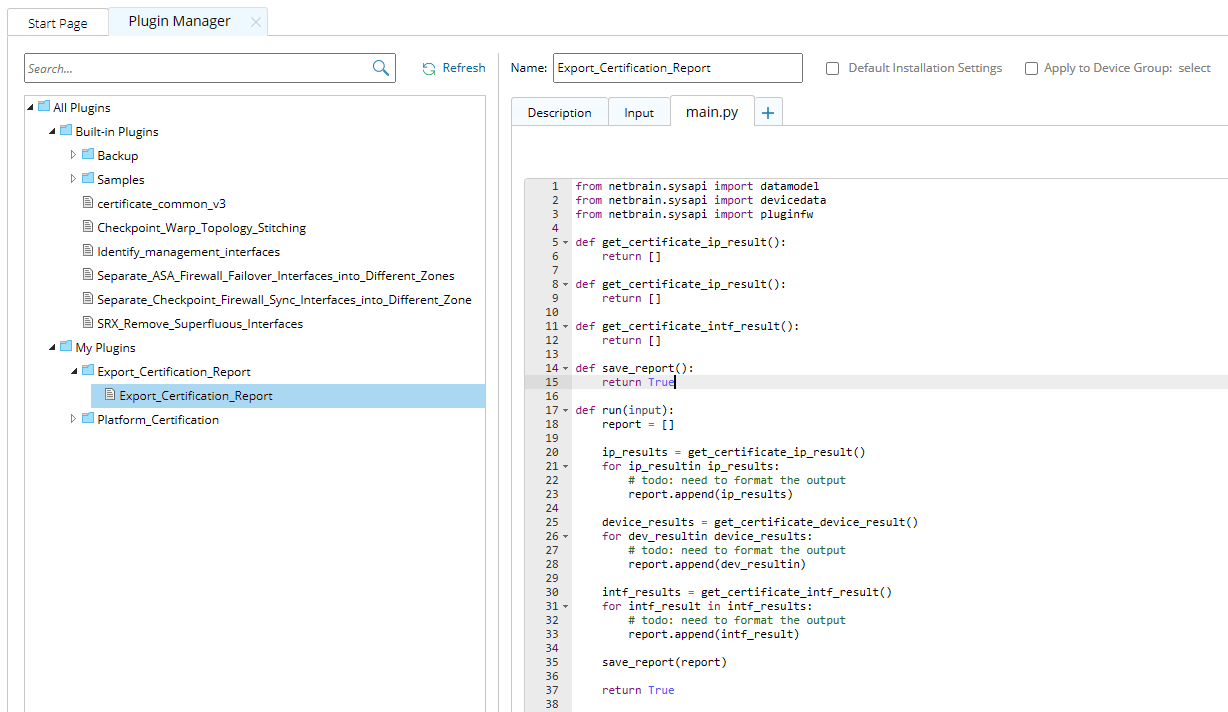 Start Page
Plugin Manager
Search...
Refresh
Name: Export_Certification_Report
Default Installation Settings
Apply to Device Group: select
All Plugins
Built-in Plugins
Backup
Samples
certificate_common_v3
Checkpoint_Warp_Topology_Stitching
Identify_management_interfaces
Separate_ASA_Firewall_Failover_Interfaces_into_Different_Zones
Separate_Checkpoint_Firewall_Sync_Interfaces_into_Different_Zone
SRX_Remove_Superfluous_Interfaces
My Plugins
Export_Certification_Report
Export_Certification_Report
Platform_Certification
Description
Input
main.py
+
1 from netbrain.sysapi import datamodel
2 from netbrain.sysapi import devicedata
3 from netbrain.sysapi import pluginfw
4
5 def get_certificate_ip_result():
6     return []
7
8 def get_certificate_ip_result():
9     return []
10
11 def get_certificate_intf_result():
12     return []
13
14 def save_report():
15     return True
16
17 def run(input):
18     report = []
19
20     ip_results = get_certificate_ip_result()
21     for ip_resultin ip_results:
22         # todo: need to format the output
23         report.append(ip_results)
24
25     device_results = get_certificate_device_result()
26     for dev_resultin device_results:
27         # todo: need to format the output
28         report.append(dev_resultin)
29
30     intf_results = get_certificate_intf_result()
31     for intf_result in intf_results:
32         # todo: need to format the output
33         report.append(intf_result)
34
35     save_report(report)
36
37     return True
38